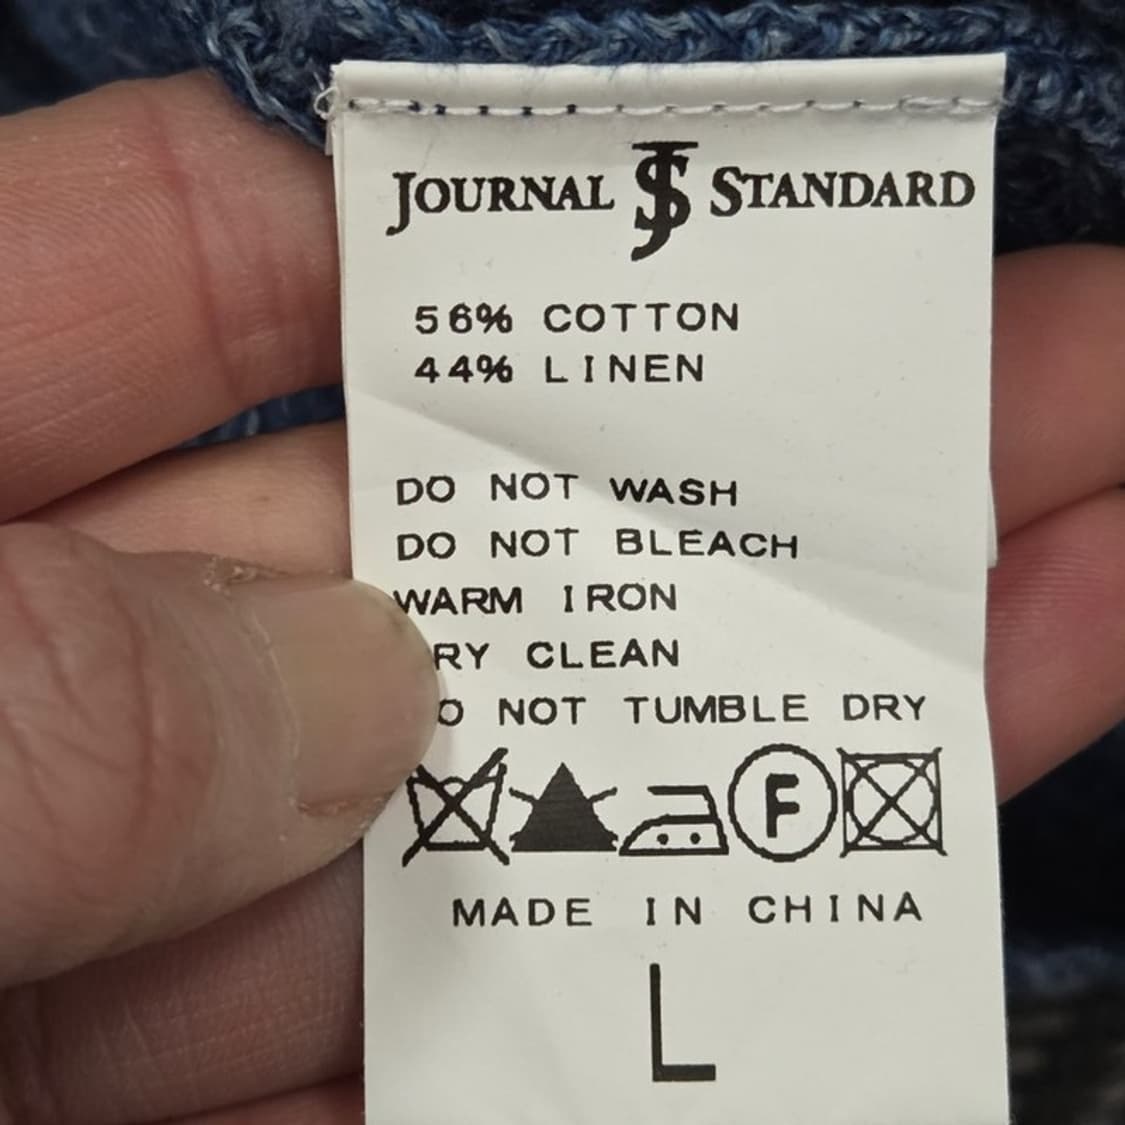 JOURNAL JS STANDARD
56% COTTON
44% LINEN
DO NOT WASH
DO NOT BLEACH
WARM IRON
RY CLEAN
O NOT TUMBLE DRY
F
MADE IN CHINA
L